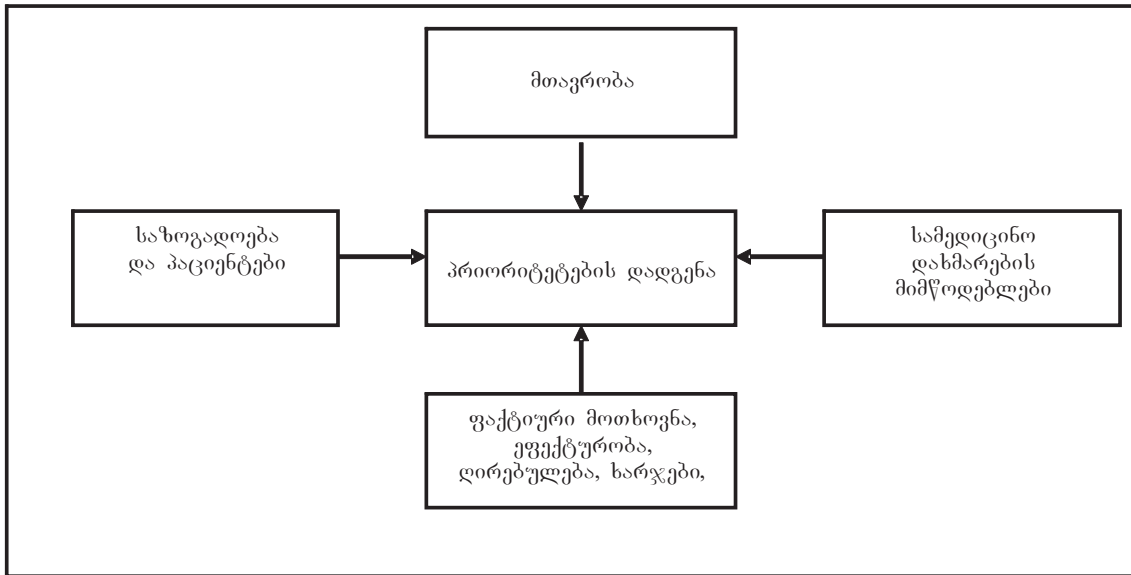 მთავრობა
საზოგადოება
და პაციენტები
პრიორიტეტების დადგენა
სამედიცინო
დახმარების
მიმწოდებლები
ფაქტიური მოთხოვნა,
ეფექტურობა,
ღირებულება, ხარჯები,